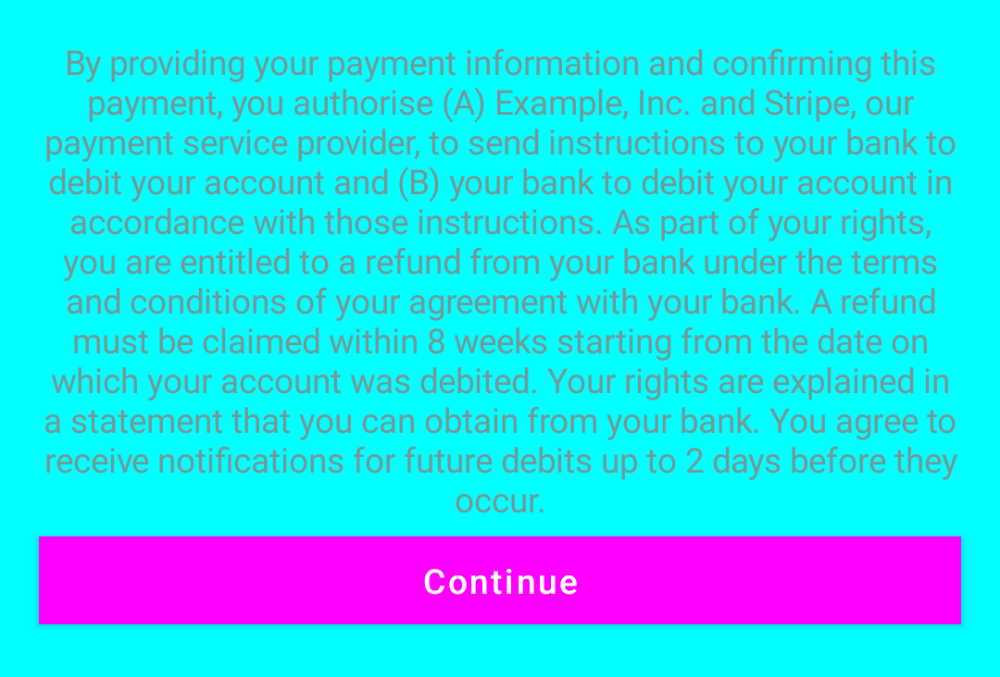 By providing your payment information and confirming this
payment, you authorise (A) Example, Inc. and Stripe, our
payment service provider, to send instructions to your bank to
debit your account and (B) your bank to debit your account in
accordance with those instructions. As part of your rights,
you are entitled to a refund from your bank under the terms
and conditions of your agreement with your bank. A refund
must be claimed within 8 weeks starting from the date on
which your account was debited. Your rights are explained in
a statement that you can obtain from your bank. You agree to
receive notifications for future debits up to 2 days before they
occur.
Continue